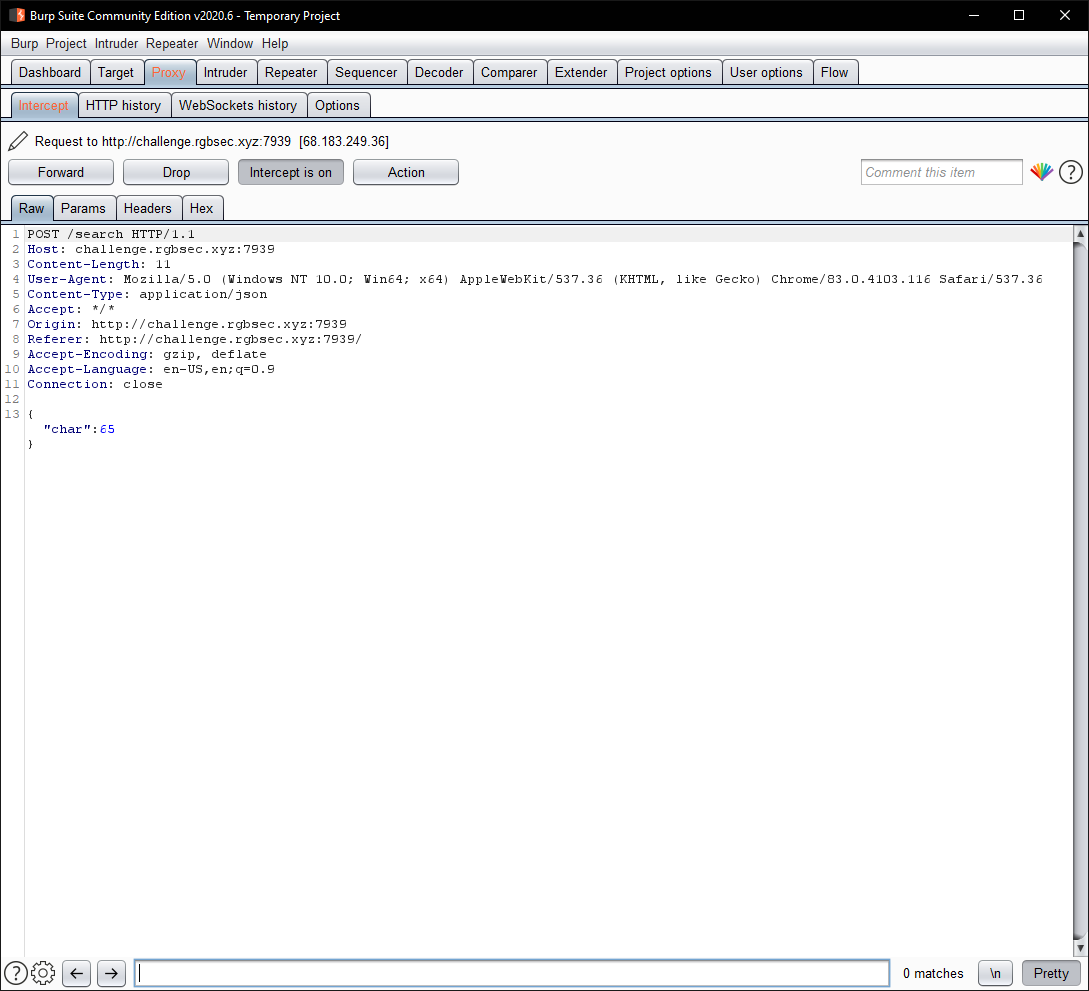 Burp Suite Community Edition v2020.6 - Temporary Project
Burp Project Intruder Repeater Window Help
Dashboard Target Proxy Intruder Repeater Sequencer Decoder Comparer Extender Project options User options Flow
Intercept HTTP history WebSockets history Options
Request to http://challenge.rgbsec.xyz:7939 [68.183.249.36]
Forward Drop Intercept is on Action Comment this item ?
Raw Params Headers Hex
1 POST /search HTTP/1.1
2 Host: challenge.rgbsec.xyz:7939
3 Content-Length: 11
4 User-Agent: Mozilla/5.0 (Windows NT 10.0; Win64; x64) AppleWebKit/537.36 (KHTML, like Gecko) Chrome/83.0.4103.116 Safari/537.36
5 Content-Type: application/json
6 Accept: */*
7 Origin: http://challenge.rgbsec.xyz:7939
8 Referer: http://challenge.rgbsec.xyz:7939/
9 Accept-Encoding: gzip, deflate
10 Accept-Language: en-US,en;q=0.9
11 Connection: close
12
13 {
"char":65
}
? 0 matches \n Pretty